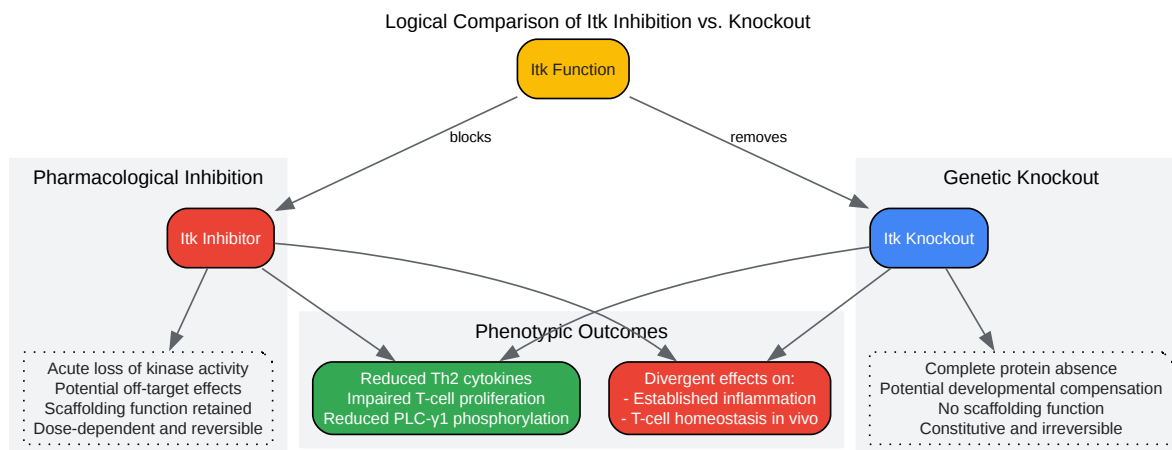 Logical Comparison of Itk Inhibition vs. Knockout
Itk Function
blocks
removes
Pharmacological Inhibition
Genetic Knockout
Itk Inhibitor
Itk Knockout
Phenotypic Outcomes
Acute loss of kinase activity
Potential off-target effects
Scaffolding function retained
Dose-dependent and reversible
Reduced Th2 cytokines
Impaired T-cell proliferation
Reduced PLC-γ1 phosphorylation
Divergent effects on:
- Established inflammation
- T-cell homeostasis in vivo
Complete protein absence
Potential developmental compensation
No scaffolding function
Constitutive and irreversible